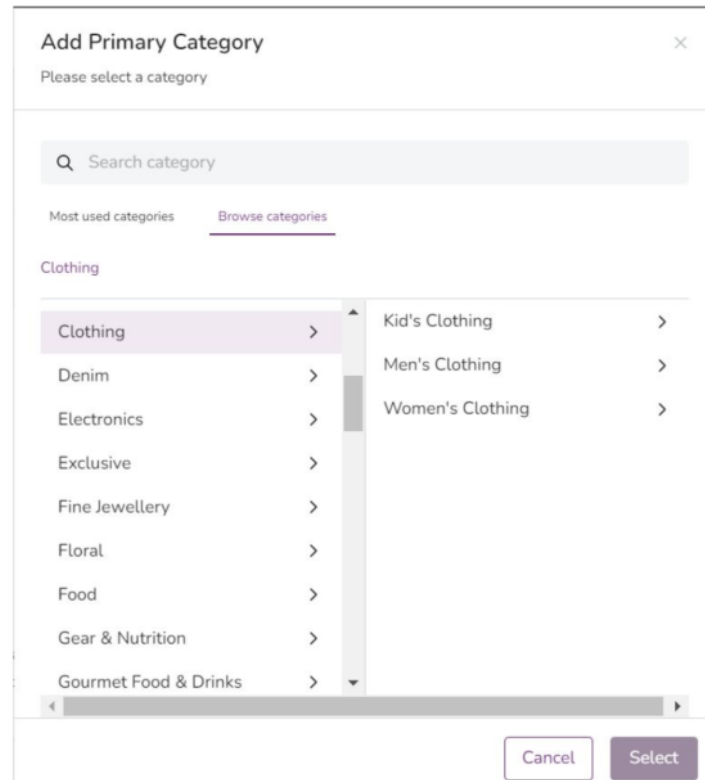 Add Primary Category
Please select a category
Search category
Most used categories
Browse categories
Clothing
Clothing
Denim
Electronics
Exclusive
Fine Jewellery
Floral
Food
Gear & Nutrition
Gourmet Food & Drinks
Kid's Clothing
Men's Clothing
Women's Clothing
Cancel
Select